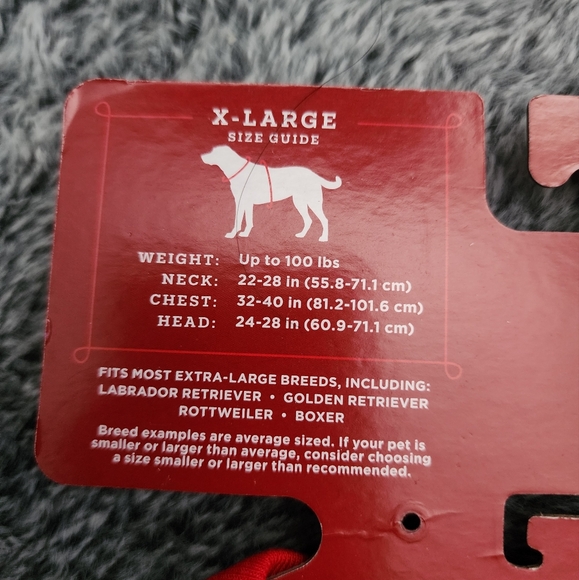 X-LARGE
SIZE GUIDE
WEIGHT: Up to 100 lbs
NECK: 22-28 in (55.8-71.1 cm)
CHEST: 32-40 in (81.2-101.6 cm)
HEAD: 24-28 in (60.9-71.1 cm)
FITS MOST EXTRA-LARGE BREEDS, INCLUDING:
LABRADOR RETRIEVER • GOLDEN RETRIEVER
ROTTWEILER • BOXER
Breed examples are average sized. If your pet is
smaller or larger than average, consider choosing
a size smaller or larger than recommended.